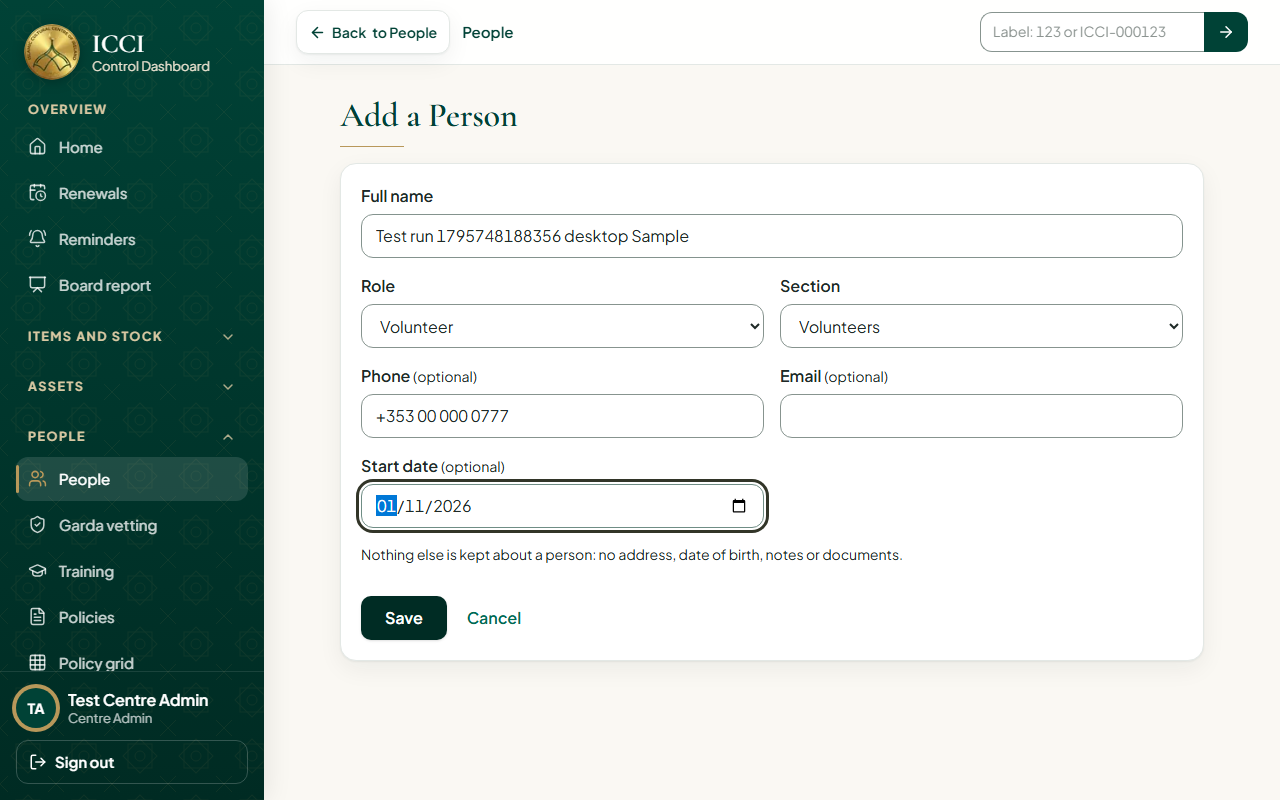 ICCI
Control Dashboard
OVERVIEW
Home
Renewals
Reminders
Board report
ITEMS AND STOCK
ASSETS
PEOPLE
People
Garda vetting
Training
Policies
Policy grid
TA
Test Centre Admin
Centre Admin
Sign out
Back to People
People
Label: 123 or ICCI-000123
Add a Person
Full name
Test run 1795748188356 desktop Sample
Role
Section
Volunteer
Volunteers
Phone (optional)
Email (optional)
+353 00 000 0777
Start date (optional)
01/11/2026
Nothing else is kept about a person: no address, date of birth, notes or documents.
Save
Cancel